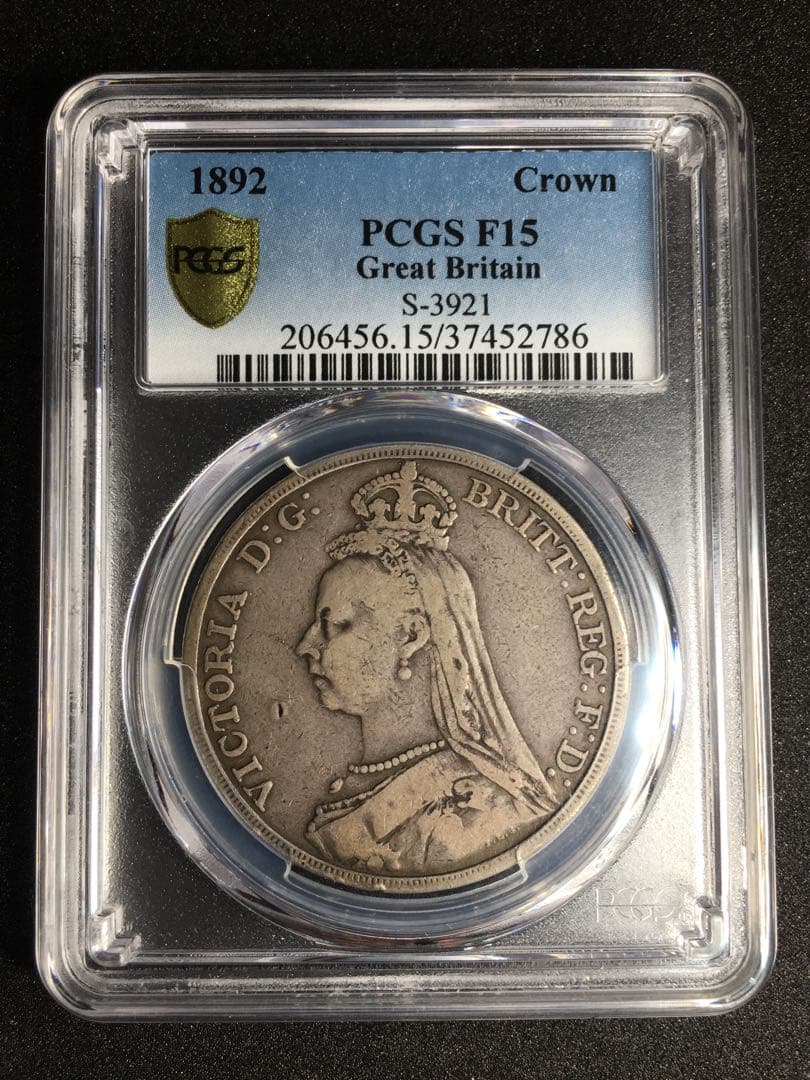 1892 Crown
PCGS
PCGS F15
Great Britain
S-3921
206456.15/37452786
VICTORIA D:G: BRITT:REG:F:D:
PCGS